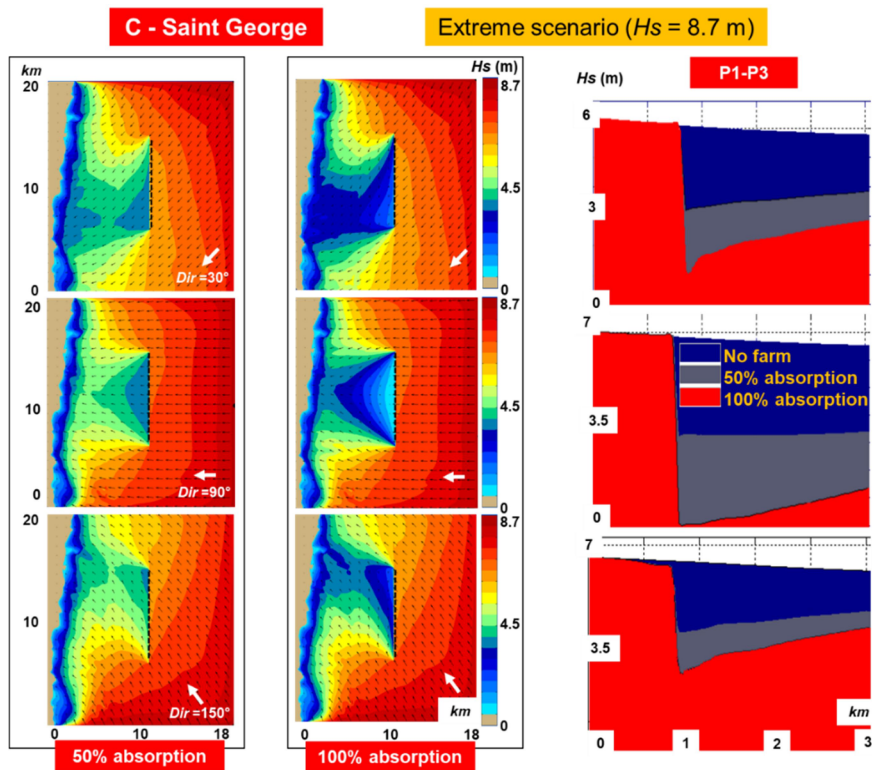 C - Saint George
Extreme scenario (Hs = 8.7 m)
km
20
10
0
Dir =30°
20
10
0
Dir =90°
20
10
Dir =150°
0
10
18
50% absorption
Hs (m)
8.7
4.5
0
8.7
4.5
0
8.7
4.5
0
km
0
10
18
100% absorption
P1-P3
Hs (m)
6
3
0
7
3.5
0
No farm
50% absorption
100% absorption
7
3.5
km
0
1
2
3